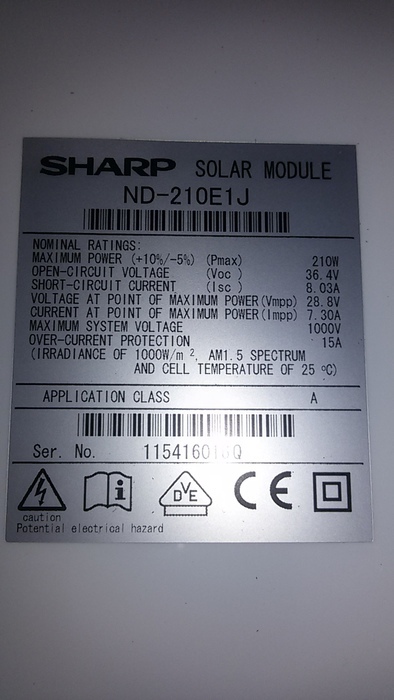 SHARP SOLAR MODULE
ND-210E1J
NOMINAL RATINGS:
MAXIMUM POWER (+10%/-5%) (Pmax) 210W
OPEN-CIRCUIT VOLTAGE (Voc ) 36.4V
SHORT-CIRCUIT CURRENT (Isc ) 8.03A
VOLTAGE AT POINT OF MAXIMUM POWER(Vmpp) 28.8V
CURRENT AT POINT OF MAXIMUM POWER(Impp) 7.30A
MAXIMUM SYSTEM VOLTAGE 1000V
OVER-CURRENT PROTECTION 15A
(IRRADIANCE OF 1000W/m², AM1.5 SPECTRUM
AND CELL TEMPERATURE OF 25 ºC)
APPLICATION CLASS A
Ser. No.
i DVE CE
caution
Potential electrical hazard